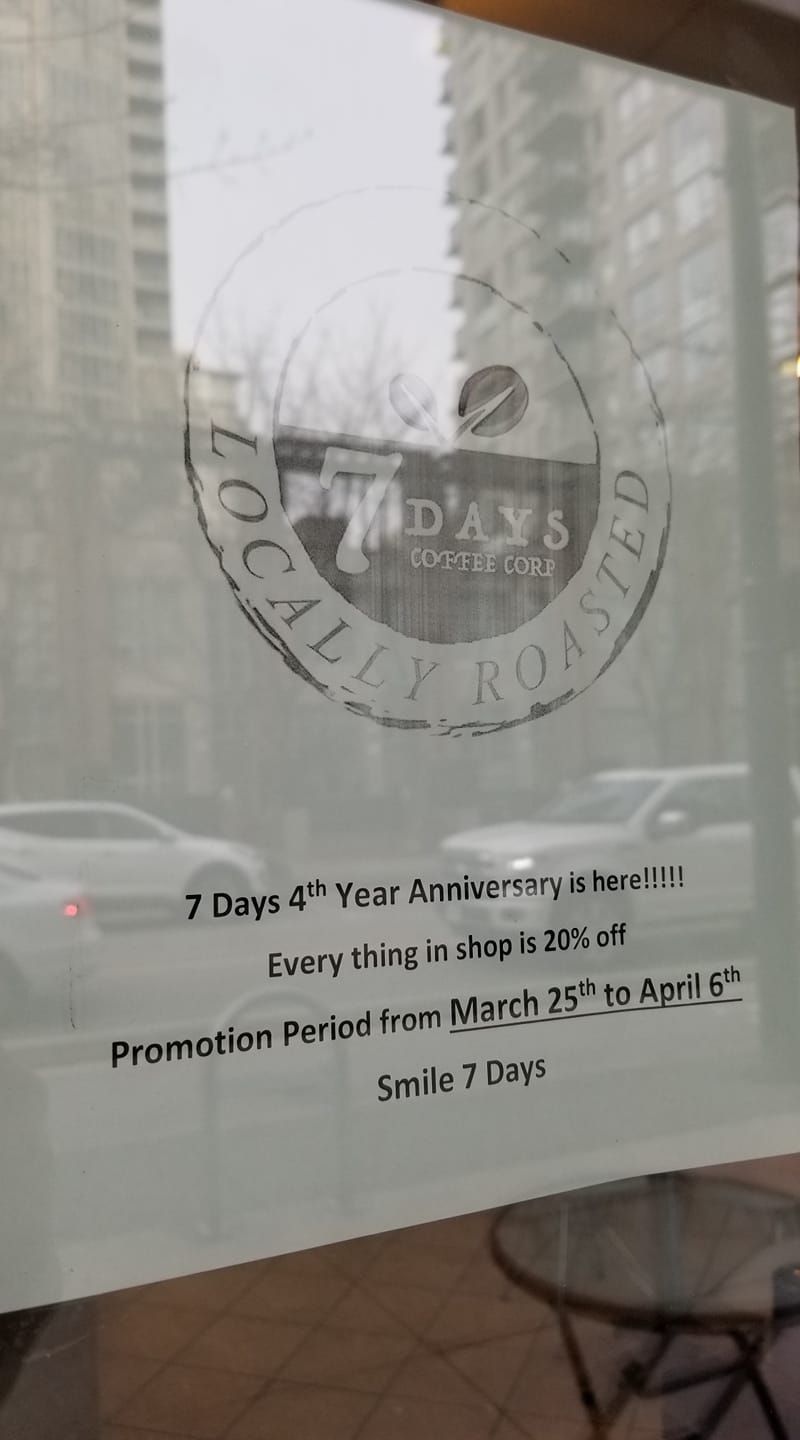 7 DAYS
COFFEE CORP
LOCALLY ROASTED
7 Days 4th Year Anniversary is here!!!!!
Every thing in shop is 20% off
Promotion Period from March 25th to April 6th
Smile 7 Days